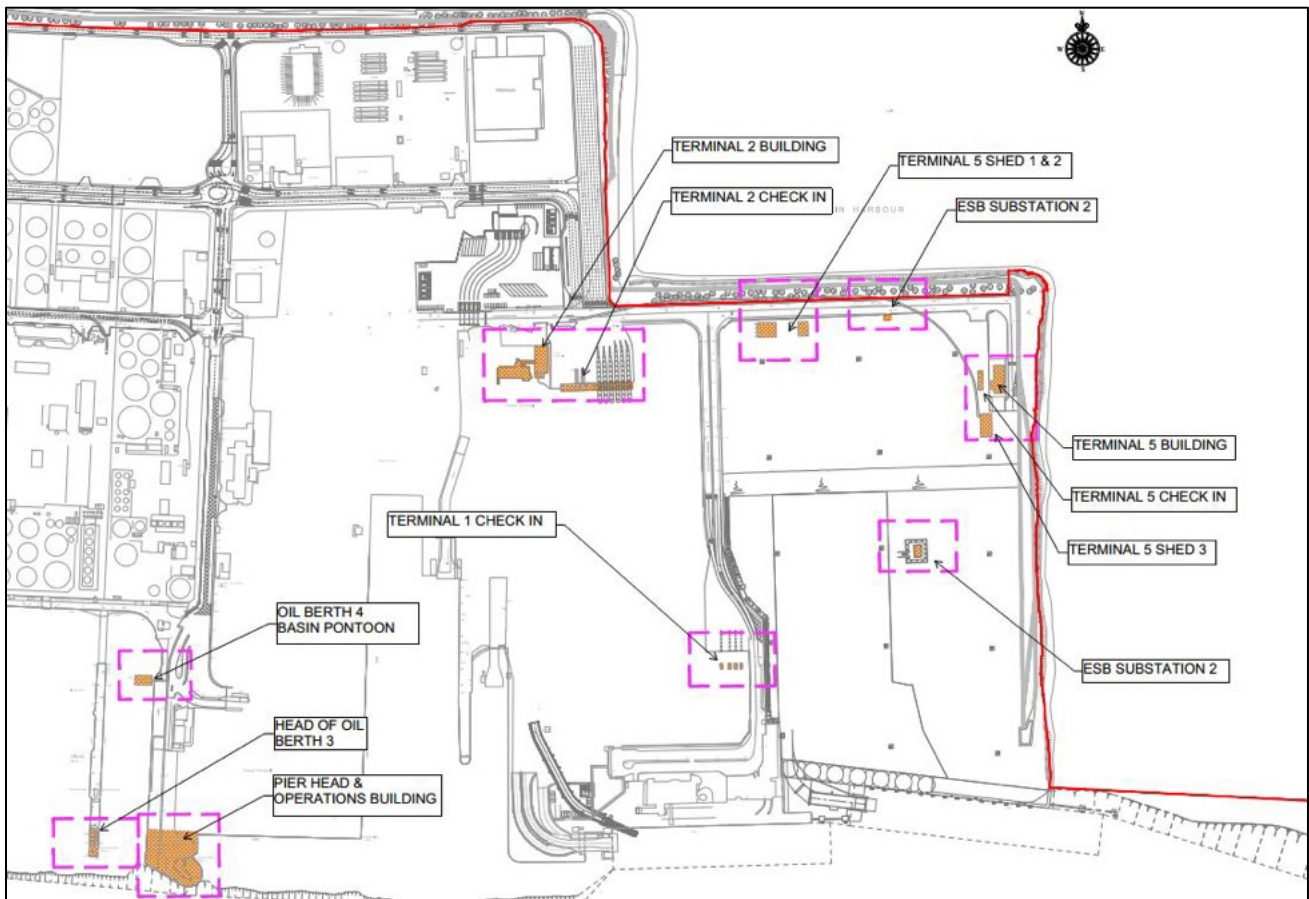 N
W
E
S
TERMINAL 2 BUILDING
TERMINAL 5 SHED 1 & 2
TERMINAL 2 CHECK IN
ESB SUBSTATION 2
IN HARBOUR
TERMINAL 5 BUILDING
TERMINAL 5 CHECK IN
TERMINAL 1 CHECK IN
TERMINAL 5 SHED 3
OIL BERTH 4
BASIN PONTOON
ESB SUBSTATION 2
HEAD OF OIL
BERTH 3
PIER HEAD &
OPERATIONS BUILDING